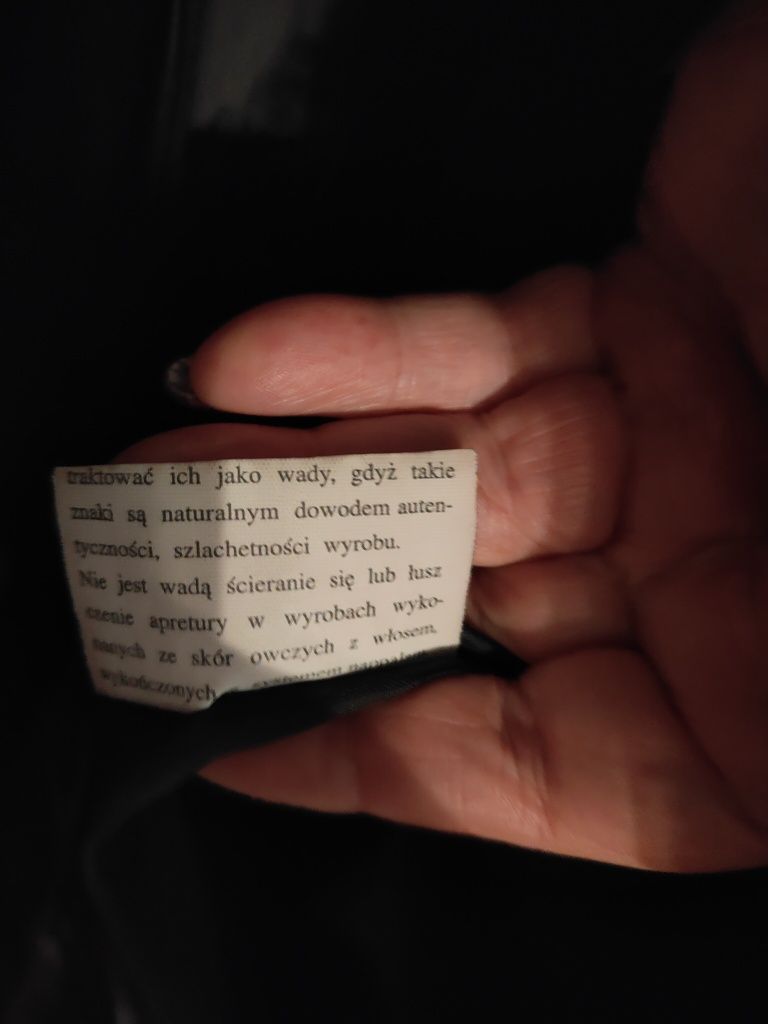 traktować ich jako wady, gdyż takie
znaki są naturalnym dowodem auten-
tyczności, szlachetności wyrobu.
Nie jest wadą ścieranie się lub łusz
czenie apretury w wyrobach wyko-
nanych ze skór owczych z włosem,
wykończonych systemem